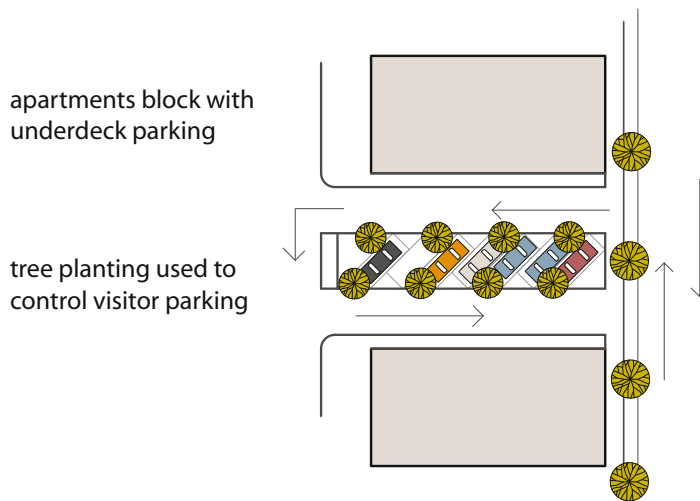 apartments block with
underdeck parking
tree planting used to
control visitor parking